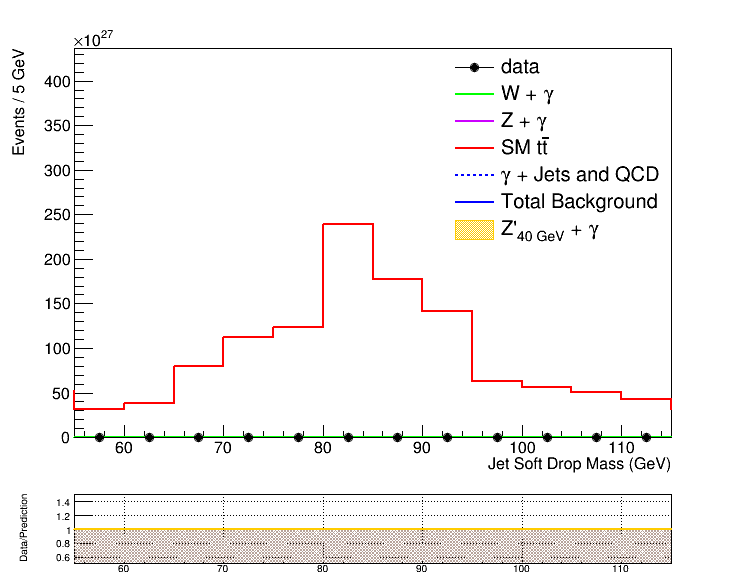 ×10^27
Events / 5 GeV
400
350
300
250
200
150
100
50
0
data
W + γ
Z + γ
SM tt̄
γ + Jets and QCD
Total Background
Z'40 GeV + γ
60 70 80 90 100 110
Jet Soft Drop Mass (GeV)
Data/Prediction
1.4
1.2
1
0.8
0.6
60 70 80 90 100 110